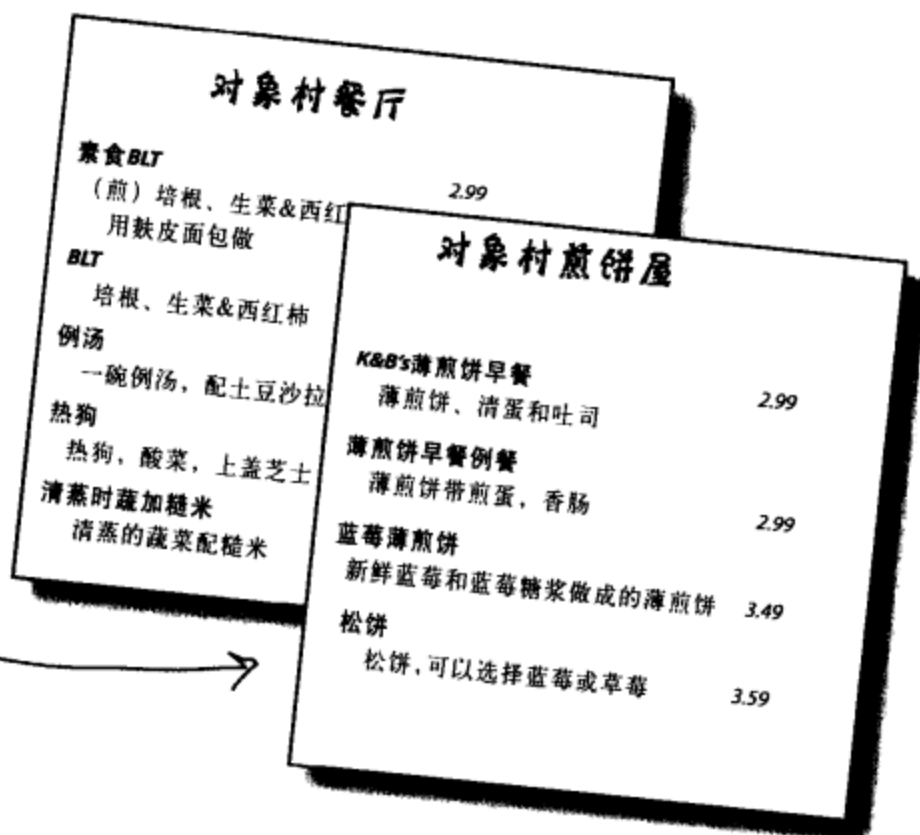 对象村餐厅
素食BLT
(煎)培根、生菜&西红
2.99
用麸皮面包做
BLT
培根、生菜&西红柿
例汤
一碗例汤，配土豆沙拉
热狗
热狗，酸菜，上盖芝士
清蒸时蔬加糙米
清蒸的蔬菜配糙米
对象村煎饼屋
K&B's薄煎饼早餐
薄煎饼、清蛋和吐司
2.99
薄煎饼早餐例餐
薄煎饼带煎蛋，香肠
2.99
蓝莓薄煎饼
新鲜蓝莓和蓝莓糖浆做成的薄煎饼 3.49
松饼
松饼，可以选择蓝莓或草莓
3.59